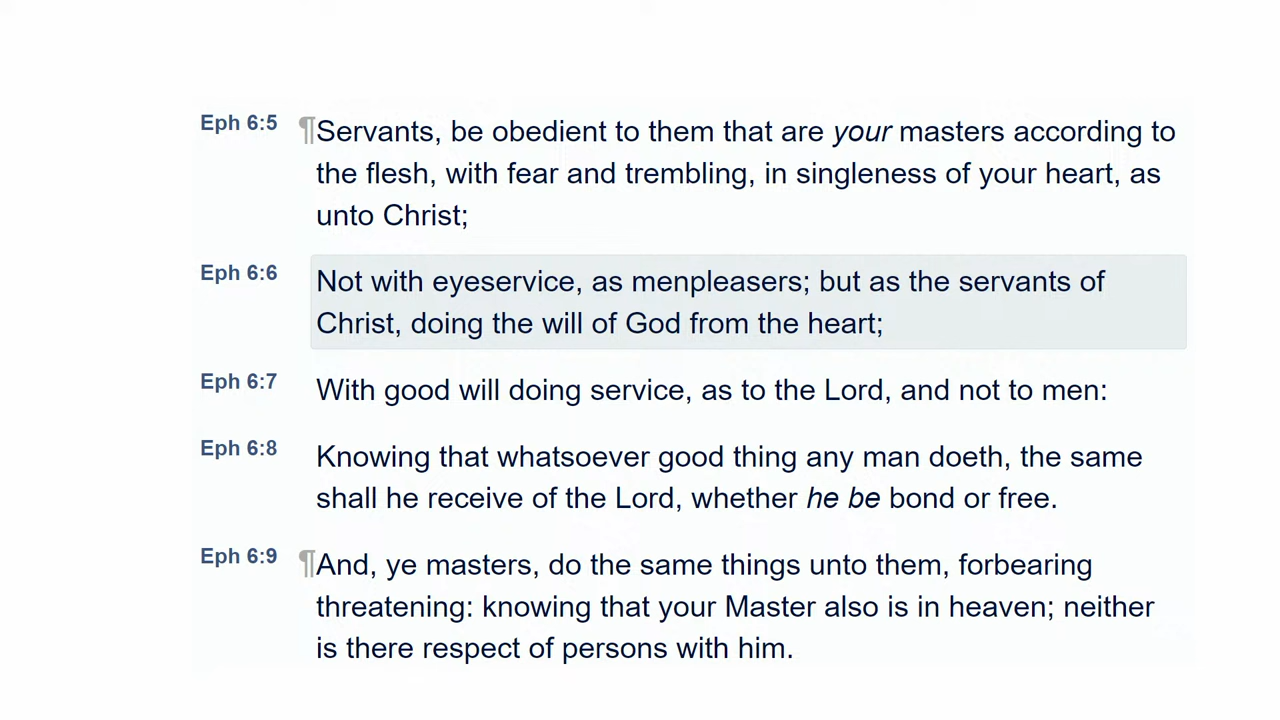 Eph 6:5 ¶Servants, be obedient to them that are your masters according to
the flesh, with fear and trembling, in singleness of your heart, as
unto Christ;
Eph 6:6 Not with eyeservice, as menpleasers; but as the servants of
Christ, doing the will of God from the heart;
Eph 6:7 With good will doing service, as to the Lord, and not to men:
Eph 6:8 Knowing that whatsoever good thing any man doeth, the same
shall he receive of the Lord, whether he be bond or free.
Eph 6:9 ¶And, ye masters, do the same things unto them, forbearing
threatening: knowing that your Master also is in heaven; neither
is there respect of persons with him.